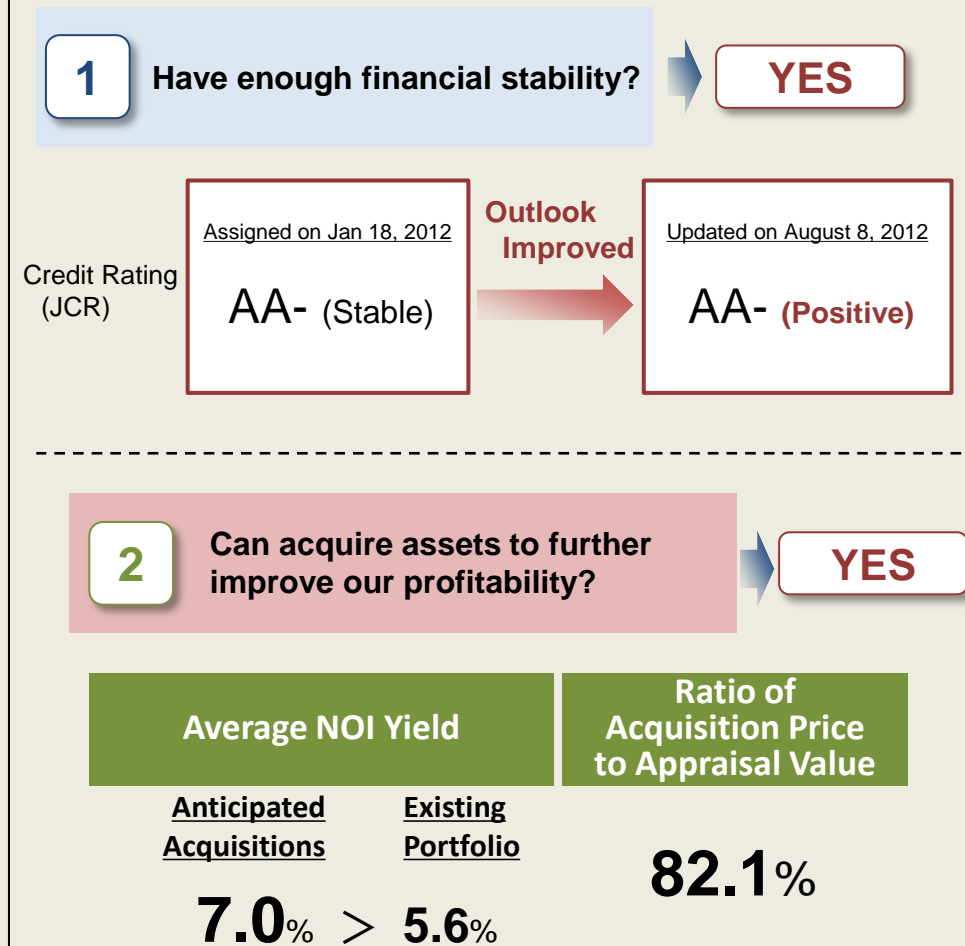 1
Have enough financial stability?
YES
Credit Rating
(JCR)
Assigned on Jan 18, 2012
AA- (Stable)
Outlook
Improved
Updated on August 8, 2012
AA- (Positive)
2
Can acquire assets to further
improve our profitability?
YES
Average NOI Yield
Ratio of
Acquisition Price
to Appraisal Value
Anticipated
Acquisitions
Existing
Portfolio
7.0% > 5.6%
82.1%